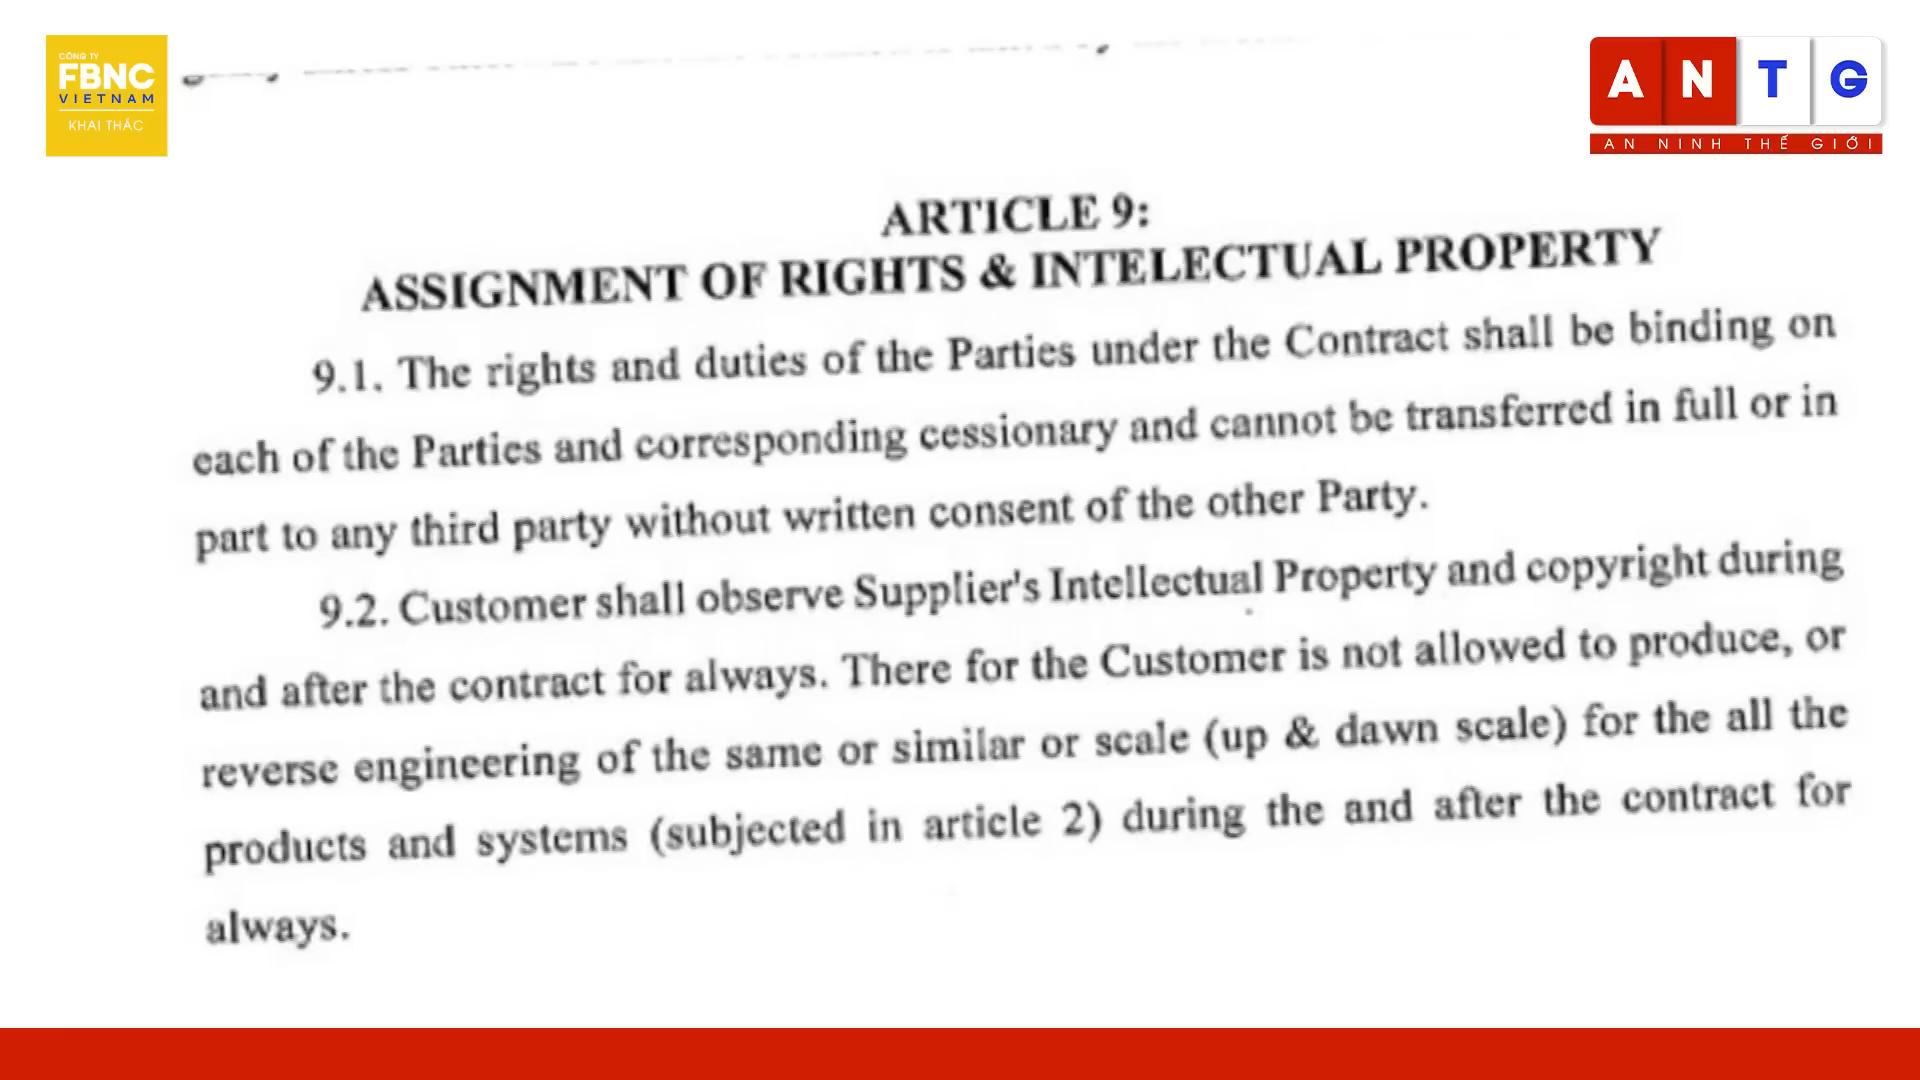 CÔNG TY
FBNC
VIETNAM
KHAI THÁC
A N T G
AN NINH THẾ GIỚI
ARTICLE 9:
ASSIGNMENT OF RIGHTS & INTELECTUAL PROPERTY
9.1. The rights and duties of the Parties under the Contract shall be binding on
each of the Parties and corresponding cessionary and cannot be transferred in full or in
part to any third party without written consent of the other Party.
9.2. Customer shall observe Supplier's Intellectual Property and copyright during
and after the contract for always. There for the Customer is not allowed to produce, or
reverse engineering of the same or similar or scale (up & dawn scale) for the all the
products and systems (subjected in article 2) during the and after the contract for
always.